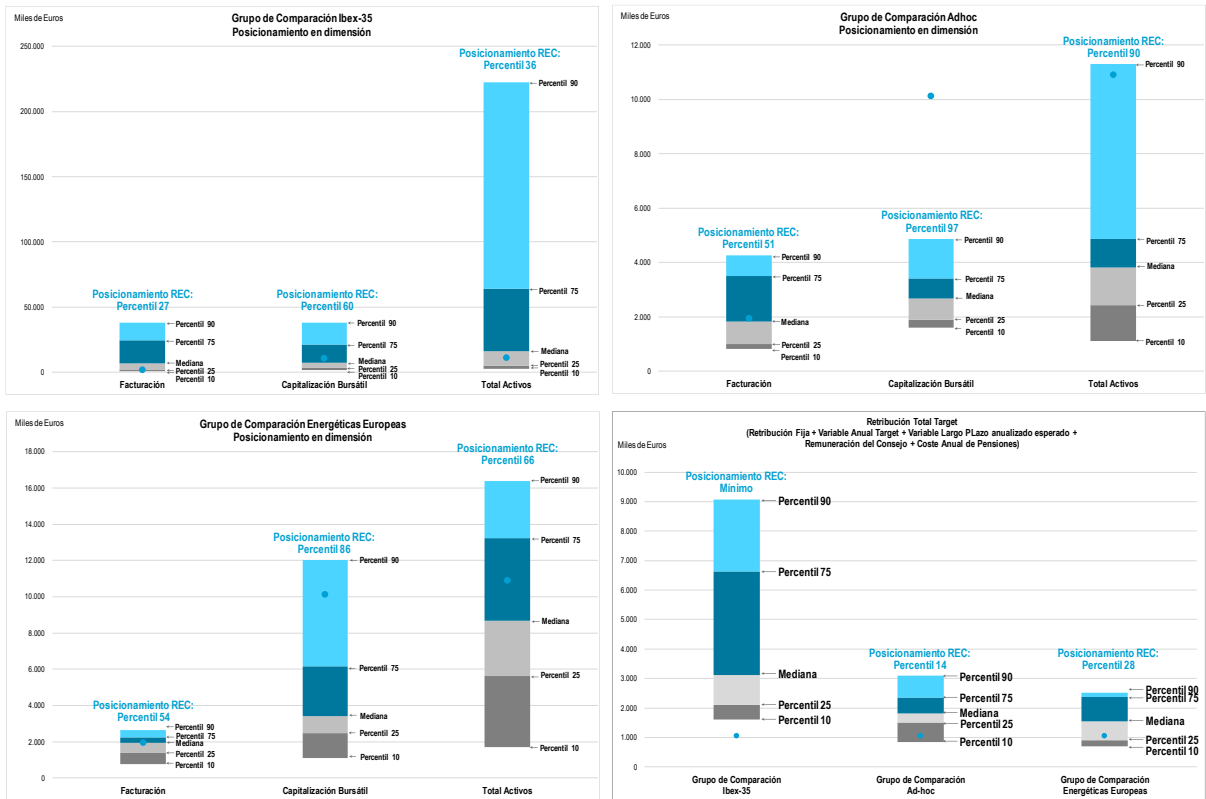 Miles de Euros
Grupo de Comparación Ibex-35
Posicionamiento en dimensión
250.000
200.000
150.000
100.000
50.000
0
Posicionamiento REC:
Percentil 27
Percentil 90
Percentil 75
Mediana
Percentil 25
Percentil 10
Facturación
Posicionamiento REC:
Percentil 60
Percentil 90
Percentil 75
Mediana
Percentil 25
Percentil 10
Capitalización Bursátil
Posicionamiento REC:
Percentil 36
Percentil 90
Percentil 75
Mediana
Percentil 25
Percentil 10
Total Activos
Miles de Euros
Grupo de Comparación Adhoc
Posicionamiento en dimensión
12.000
10.000
8.000
6.000
4.000
2.000
0
Posicionamiento REC:
Percentil 51
Percentil 90
Percentil 75
Mediana
Percentil 25
Percentil 10
Facturación
Posicionamiento REC:
Percentil 97
Percentil 90
Percentil 75
Mediana
Percentil 25
Percentil 10
Capitalización Bursátil
Posicionamiento REC:
Percentil 90
Percentil 90
Percentil 75
Mediana
Percentil 25
Percentil 10
Total Activos
Miles de Euros
Grupo de Comparación Energéticas Europeas
Posicionamiento en dimensión
18.000
16.000
14.000
12.000
10.000
8.000
6.000
4.000
2.000
0
Posicionamiento REC:
Percentil 54
Percentil 90
Percentil 75
Mediana
Percentil 25
Percentil 10
Facturación
Posicionamiento REC:
Percentil 86
Percentil 90
Percentil 75
Mediana
Percentil 25
Percentil 10
Capitalización Bursátil
Posicionamiento REC:
Percentil 66
Percentil 90
Percentil 75
Mediana
Percentil 25
Percentil 10
Total Activos
Retribución Total Target
(Retribución Fija + Variable Anual Target + Variable Largo PLazo anualizado esperado +
Remuneración del Consejo + Coste Anual de Pensiones)
Miles de Euros
10.000
9.000
8.000
7.000
6.000
5.000
4.000
3.000
2.000
1.000
0
Posicionamiento REC:
Mínimo
Percentil 90
Percentil 75
Mediana
Percentil 25
Percentil 10
Grupo de Comparación
Ibex-35
Posicionamiento REC:
Percentil 14
Percentil 90
Percentil 75
Mediana
Percentil 25
Percentil 10
Grupo de Comparación
Ad-hoc
Posicionamiento REC:
Percentil 28
Percentil 90
Percentil 75
Mediana
Percentil 25
Percentil 10
Grupo de Comparación
Energéticas Europeas